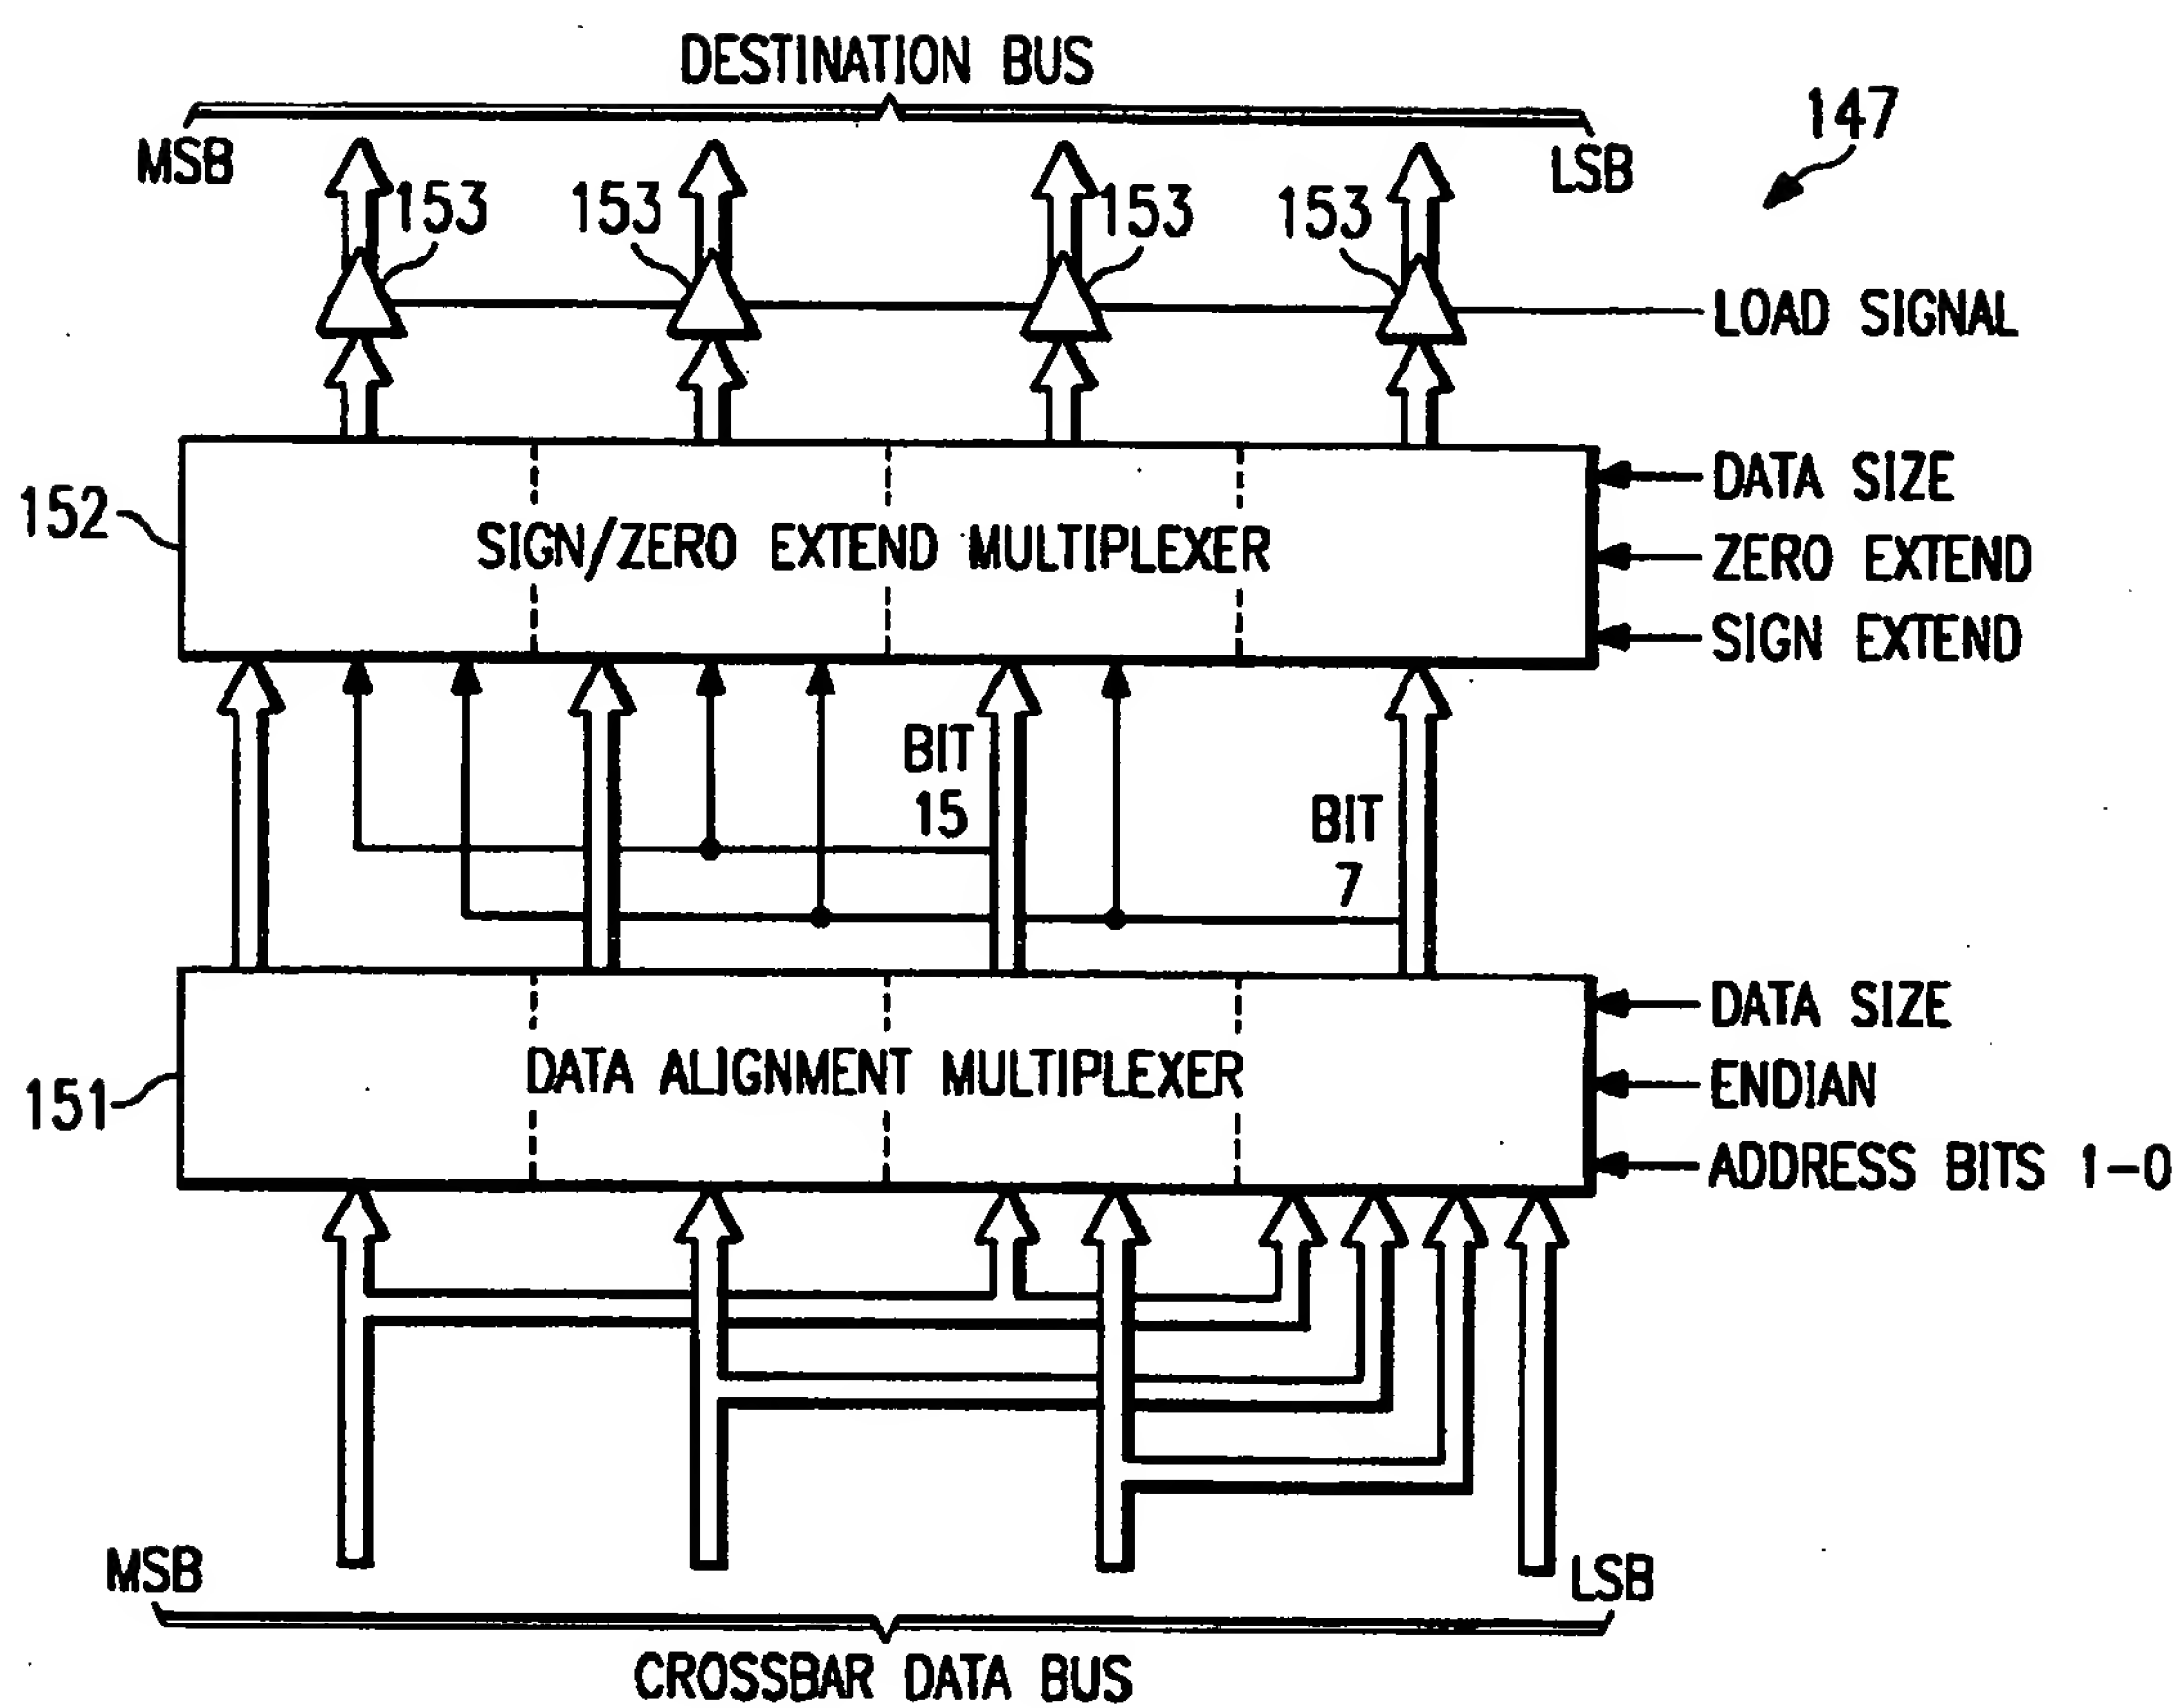 DESTINATION BUS
147
MSB
LSB
153
153
153
153
LOAD SIGNAL
DATA SIZE
152
SIGN/ZERO EXTEND MULTIPLEXER
ZERO EXTEND
SIGN EXTEND
BIT
15
BIT
7
DATA SIZE
151
DATA ALIGNMENT MULTIPLEXER
ENDIAN
ADDRESS BITS 1-0
MSB
LSB
CROSSBAR DATA BUS